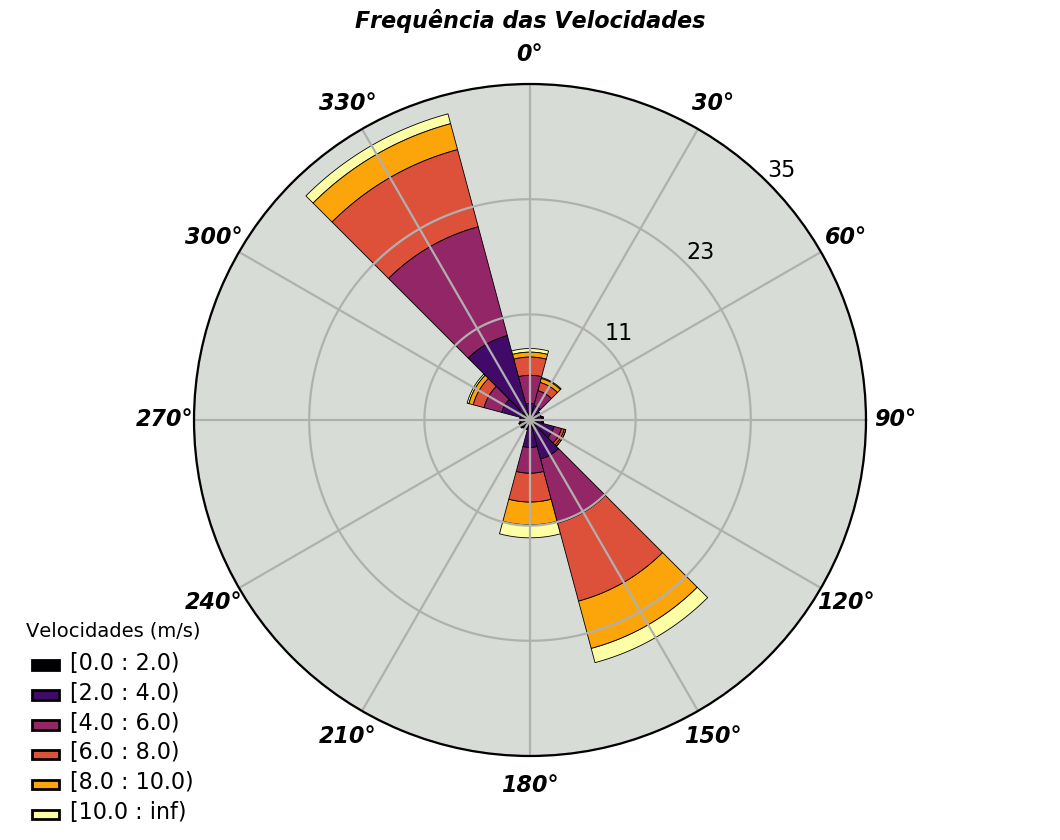 Frequência das Velocidades
0°
330°
30°
35
300°
60°
23
11
270°
90°
240°
120°
210°
150°
180°
Velocidades (m/s)
[0.0 : 2.0)
[2.0 : 4.0)
[4.0 : 6.0)
[6.0 : 8.0)
[8.0 : 10.0)
[10.0 : inf)